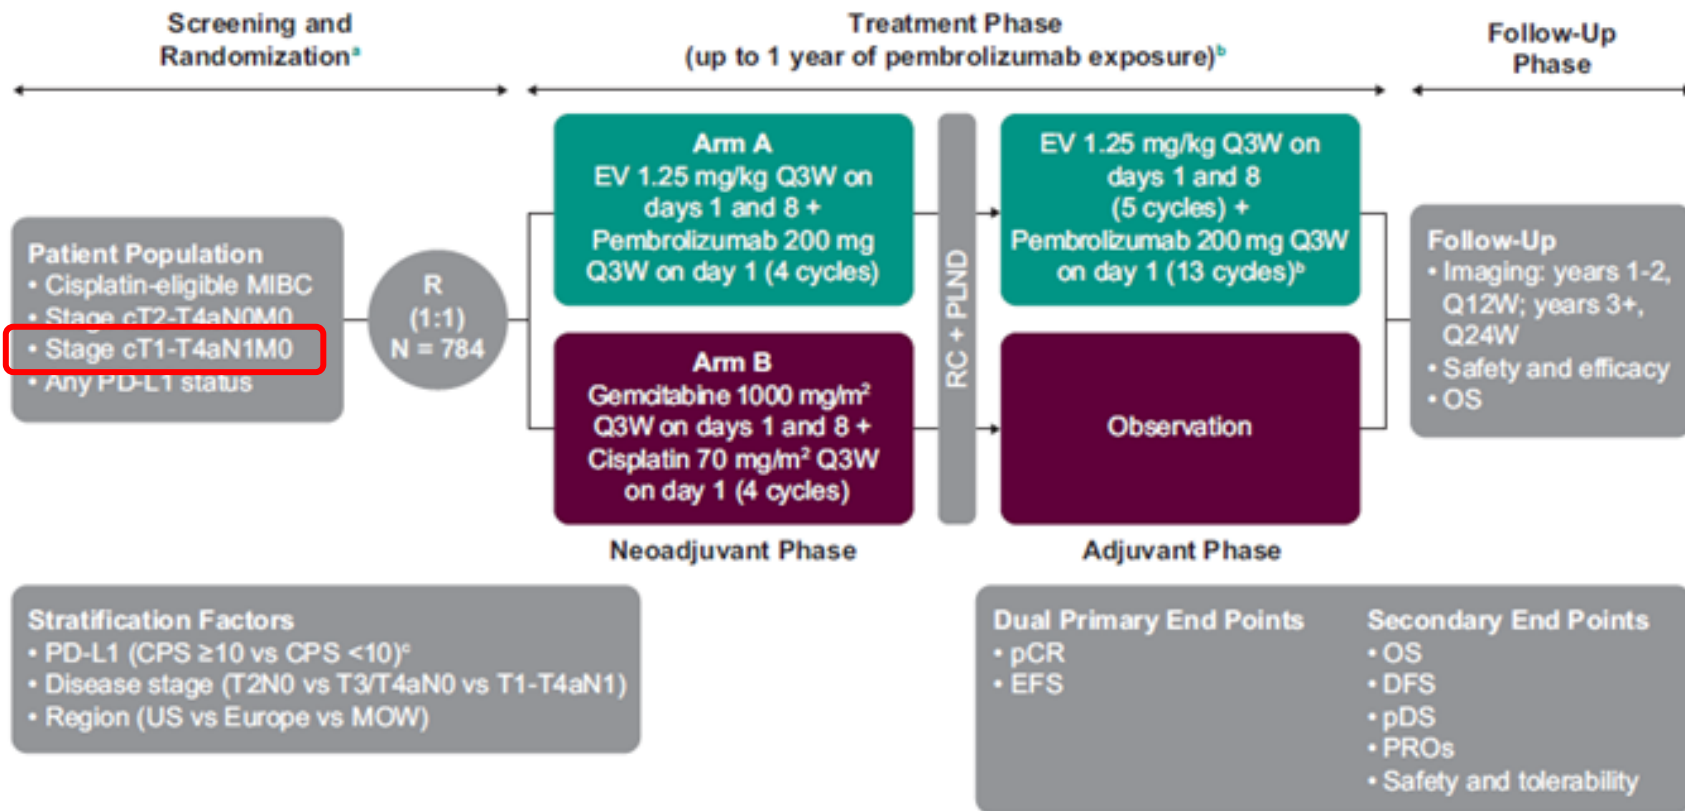 Screening and
Randomizationᵃ
Treatment Phase
(up to 1 year of pembrolizumab exposure)ᵇ
Follow-Up
Phase
Patient Population
• Cisplatin-eligible MIBC
• Stage cT2-T4aN0M0
• Stage cT1-T4aN1M0
• Any PD-L1 status
R
(1:1)
N = 784
Arm A
EV 1.25 mg/kg Q3W on
days 1 and 8 +
Pembrolizumab 200 mg
Q3W on day 1 (4 cycles)
Arm B
Gemcitabine 1000 mg/m²
Q3W on days 1 and 8 +
Cisplatin 70 mg/m² Q3W
on day 1 (4 cycles)
Neoadjuvant Phase
RC + PLND
EV 1.25 mg/kg Q3W on
days 1 and 8
(5 cycles) +
Pembrolizumab 200 mg Q3W
on day 1 (13 cycles)ᵇ
Observation
Adjuvant Phase
Follow-Up
• Imaging: years 1-2,
Q12W; years 3+,
Q24W
• Safety and efficacy
• OS
Stratification Factors
• PD-L1 (CPS ≥10 vs CPS <10)ᶜ
• Disease stage (T2N0 vs T3/T4aN0 vs T1-T4aN1)
• Region (US vs Europe vs MOW)
Dual Primary End Points
• pCR
• EFS
Secondary End Points
• OS
• DFS
• pDS
• PROs
• Safety and tolerability